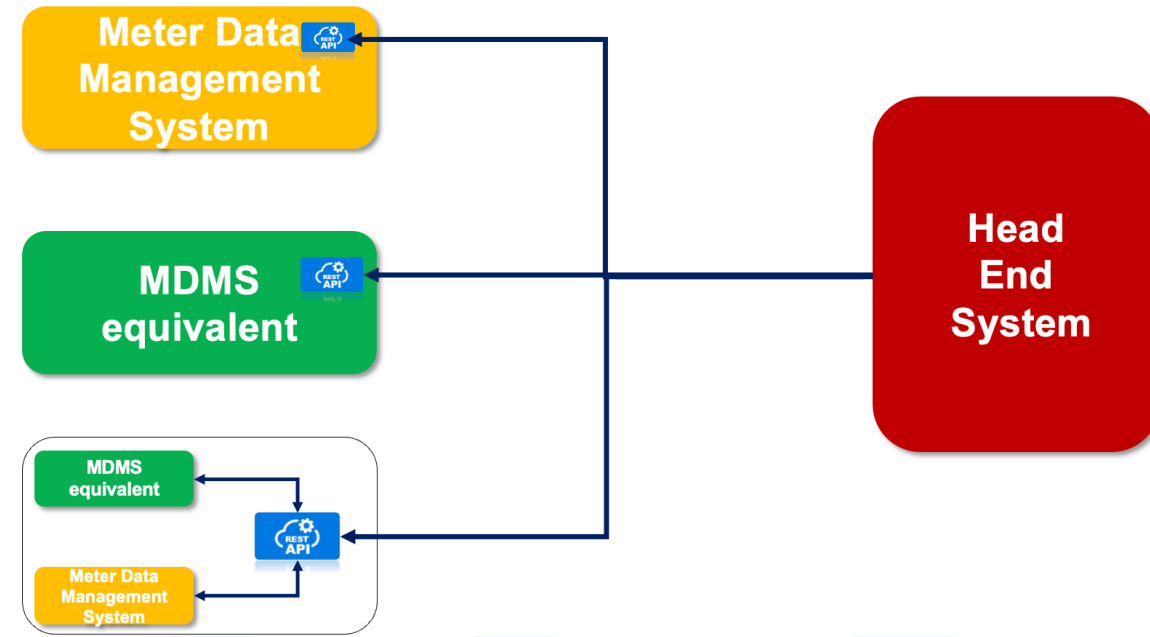 Meter Data
Management
System
REST
API
MDMS
equivalent
REST
API
Head
End
System
MDMS
equivalent
REST
API
Meter Data
Management
System